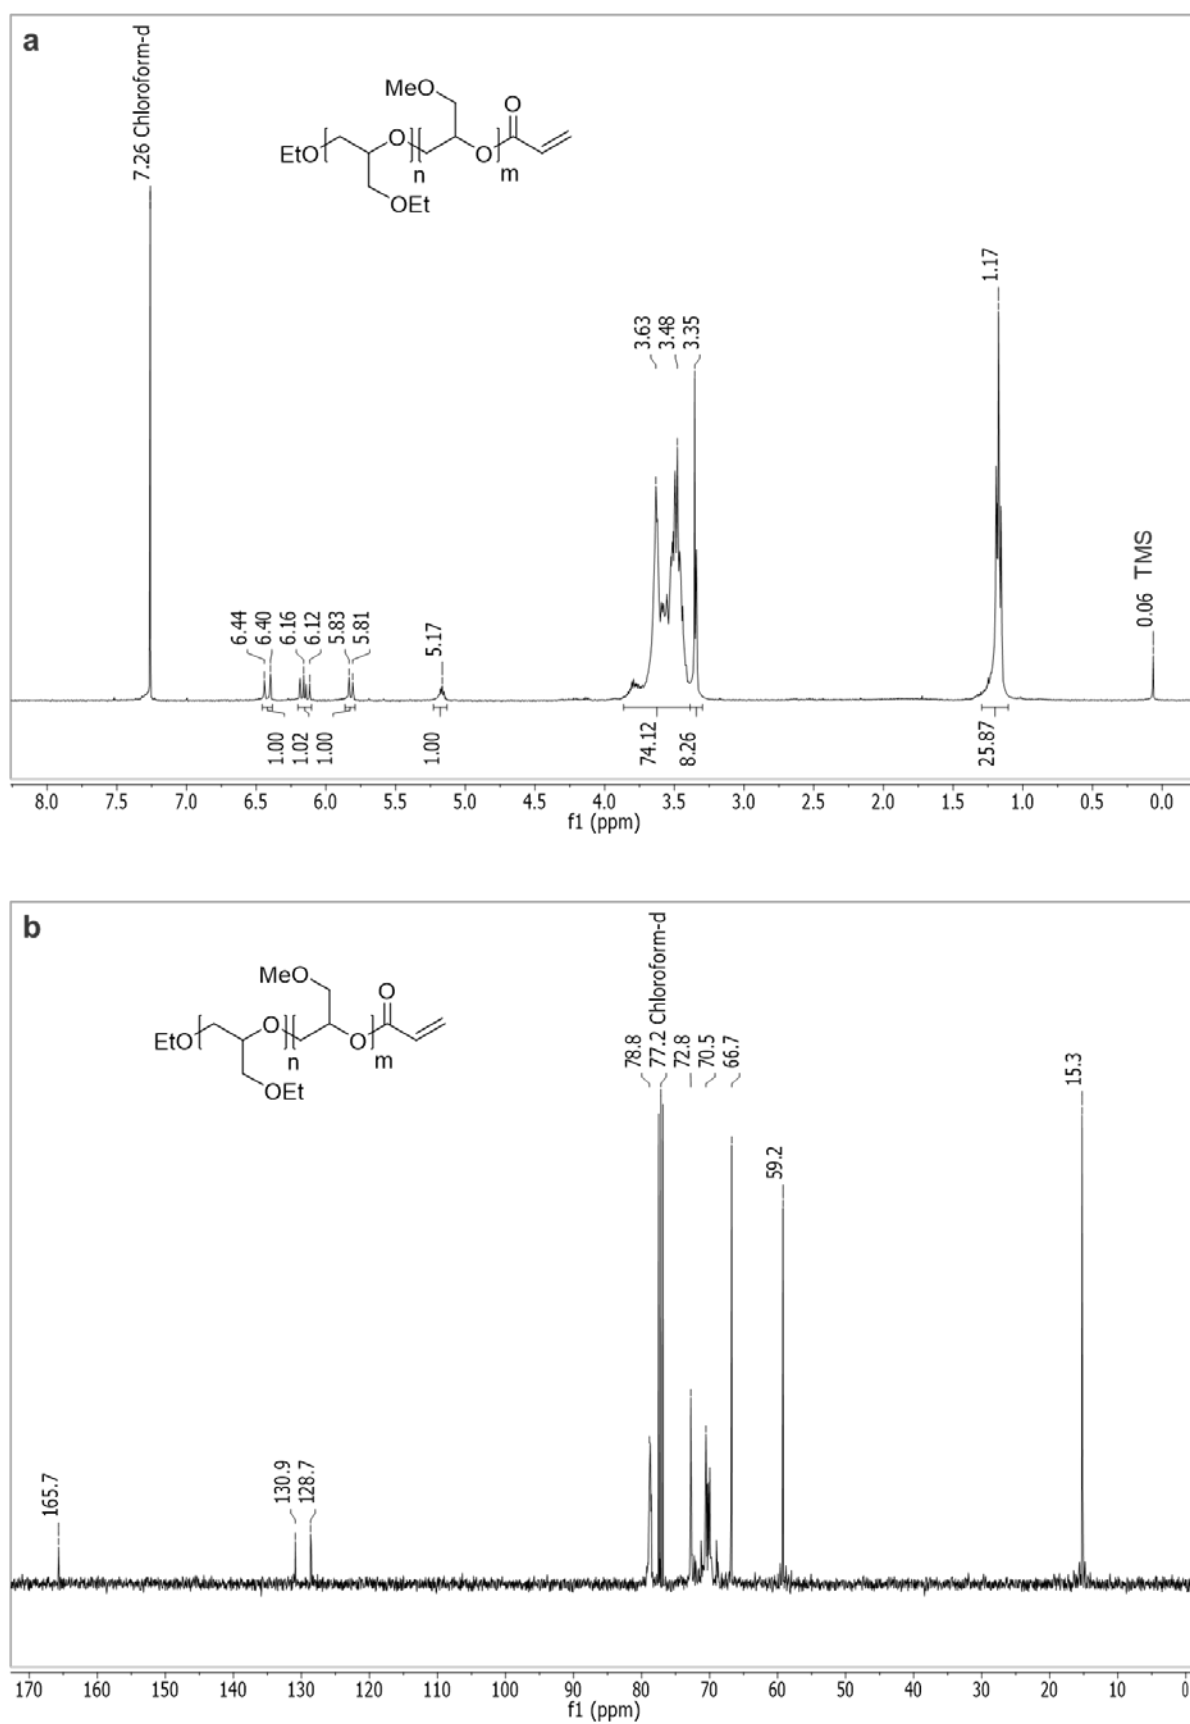 a
7.26 Chloroform-d
MeO
O
O
EtO
n
O
m
OEt
3.63
3.48
3.35
1.17
6.44
6.40
6.16
6.12
5.83
5.81
5.17
0.06 TMS
1.00
1.02
1.00
1.00
74.12
8.26
25.87
8.0 7.5 7.0 6.5 6.0 5.5 5.0 4.5 4.0 3.5 3.0 2.5 2.0 1.5 1.0 0.5 0.0
f1 (ppm)
b
MeO
O
O
EtO
n
O
m
OEt
78.8
77.2 Chloroform-d
72.8
70.5
66.7
59.2
15.3
165.7
130.9
128.7
170 160 150 140 130 120 110 100 90 80 70 60 50 40 30 20 10 0
f1 (ppm)